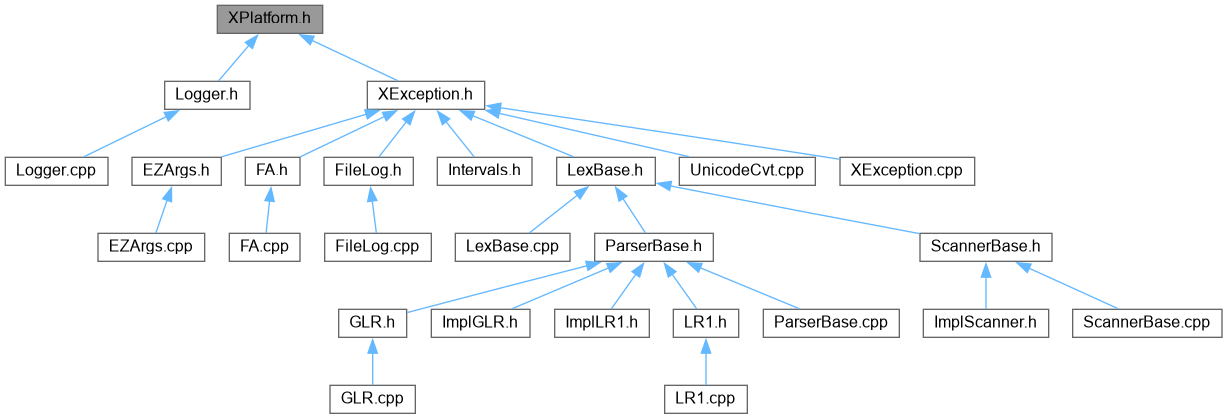 XPlatform.h
Logger.h
XException.h
Logger.cpp
EZArgs.h
FA.h
FileLog.h
Intervals.h
LexBase.h
UnicodeCvt.cpp
XException.cpp
EZArgs.cpp
FA.cpp
FileLog.cpp
LexBase.cpp
ParserBase.h
ScannerBase.h
GLR.h
ImplGLR.h
ImplLR1.h
LR1.h
ParserBase.cpp
ImplScanner.h
ScannerBase.cpp
GLR.cpp
LR1.cpp